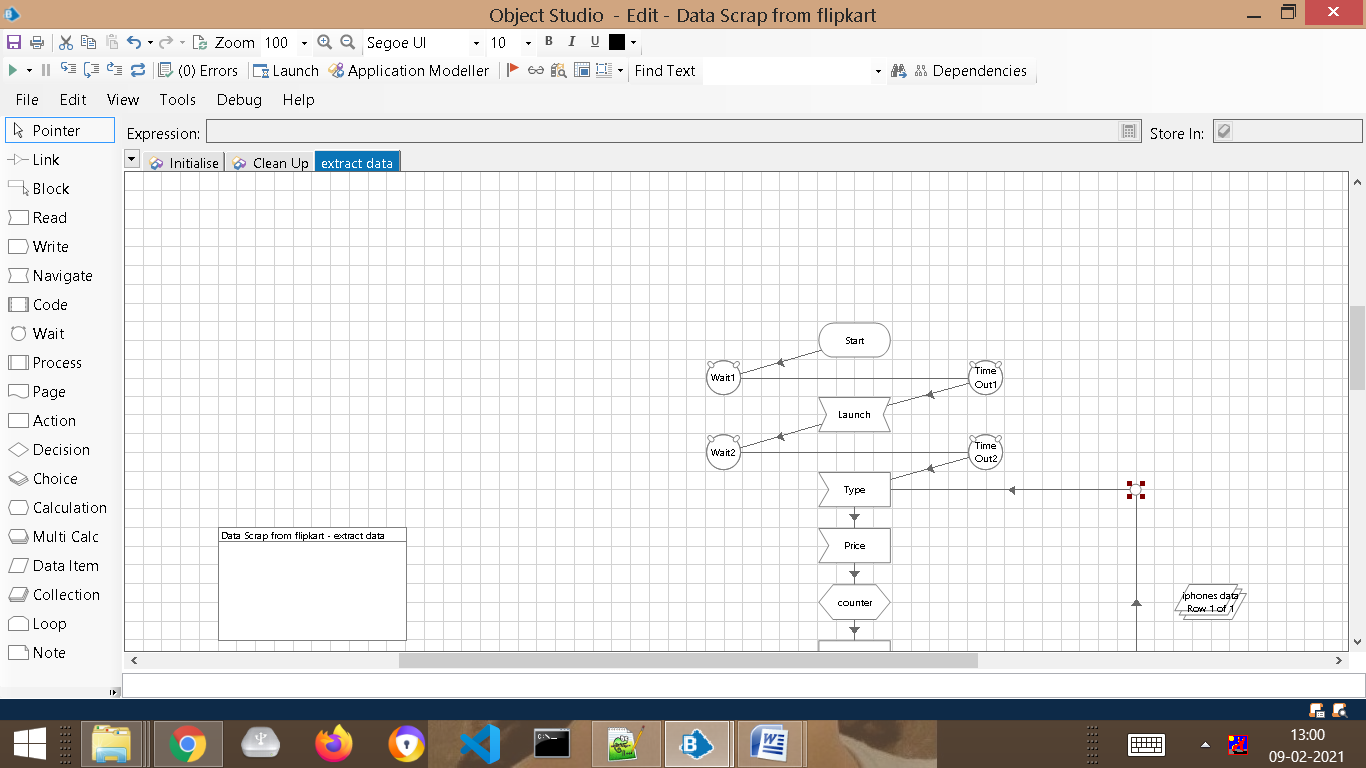 Object Studio - Edit - Data Scrap from flipkart
Zoom 100 Segoe UI 10 B I U
(0) Errors Launch Application Modeller Find Text Dependencies
File Edit View Tools Debug Help
Pointer
Link
Block
Read
Write
Navigate
Code
Wait
Process
Page
Action
Decision
Choice
Calculation
Multi Calc
Data Item
Collection
Loop
Note
Expression: Store In:
Initialise Clean Up extract data
Start
Wait1
Time
Out1
Launch
Wait2
Time
Out2
Type
Data Scrap from flipkart - extract data
Price
counter
iphones data
Row 1 of 1
13:00
09-02-2021